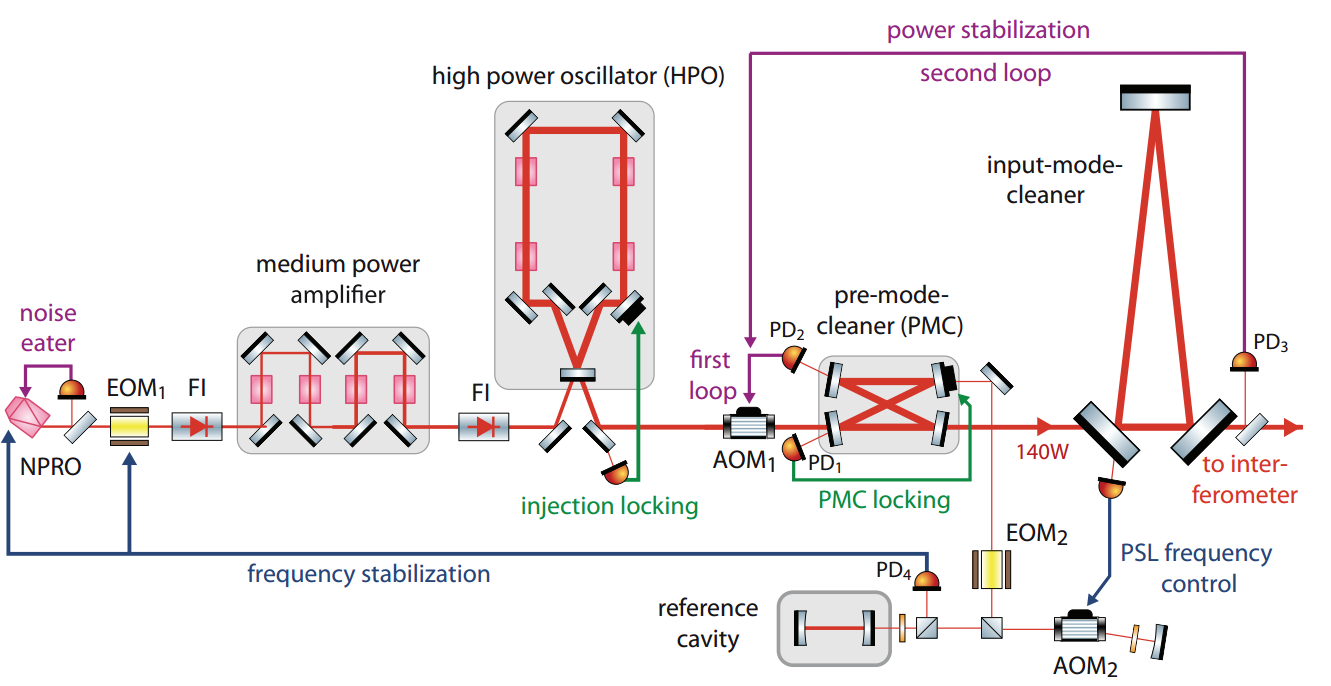 power stabilization
second loop
high power oscillator (HPO)
input-mode-
cleaner
medium power
amplifier
pre-mode-
cleaner (PMC)
noise
eater
PD2
PD3
first
loop
EOM1
FI
FI
NPRO
AOM1
PD1
140W
to inter-
ferometer
injection locking
PMC locking
EOM2
PSL frequency
control
frequency stabilization
PD4
reference
cavity
AOM2